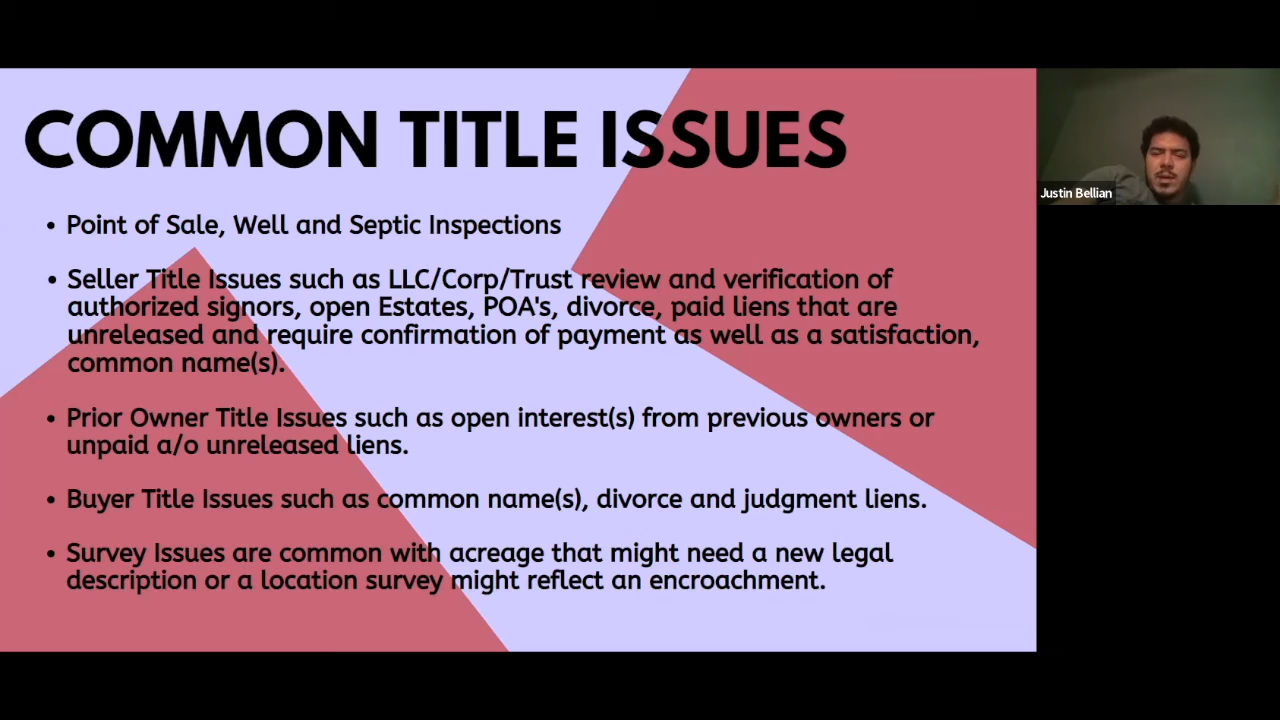 COMMON TITLE ISSUES
• Point of Sale, Well and Septic Inspections
• Seller Title Issues such as LLC/Corp/Trust review and verification of
authorized signors, open Estates, POA's, divorce, paid liens that are
unreleased and require confirmation of payment as well as a satisfaction,
common name(s).
• Prior Owner Title Issues such as open interest(s) from previous owners or
unpaid a/o unreleased liens.
• Buyer Title Issues such as common name(s), divorce and judgment liens.
• Survey Issues are common with acreage that might need a new legal
description or a location survey might reflect an encroachment.
Justin Bellian